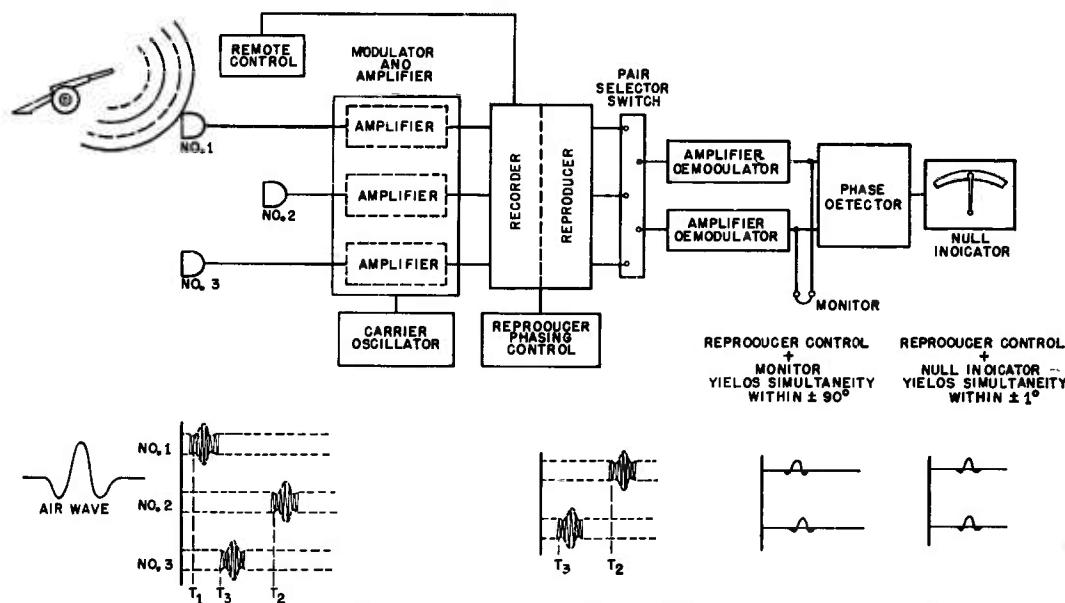 REMOTE
CONTROL
MODULATOR
AND
AMPLIFIER
PAIR
SELECTOR
SWITCH
NO.1
AMPLIFIER
NO.2
AMPLIFIER
NO. 3
AMPLIFIER
RECORDER
REPRODUCER
AMPLIFIER
OEMODULATOR
AMPLIFIER
OEMODULATOR
PHASE
DETECTOR
NULL
INOICATOR
MONITOR
CARRIER
OSCILLATOR
REPROOUCER
PHASING
CONTROL
REPROOUCER CONTROL
+
MONITOR
YIELOS SIMULTANEITY
WITHIN ± 90°
REPROOUCER CONTROL
+
NULL INOICATOR --
YIELOS SIMULTANEITY
WITHIN ± 1°
AIR WAVE
NO.1
NO.2
NO.3
T1 T3 T2
T3 T2